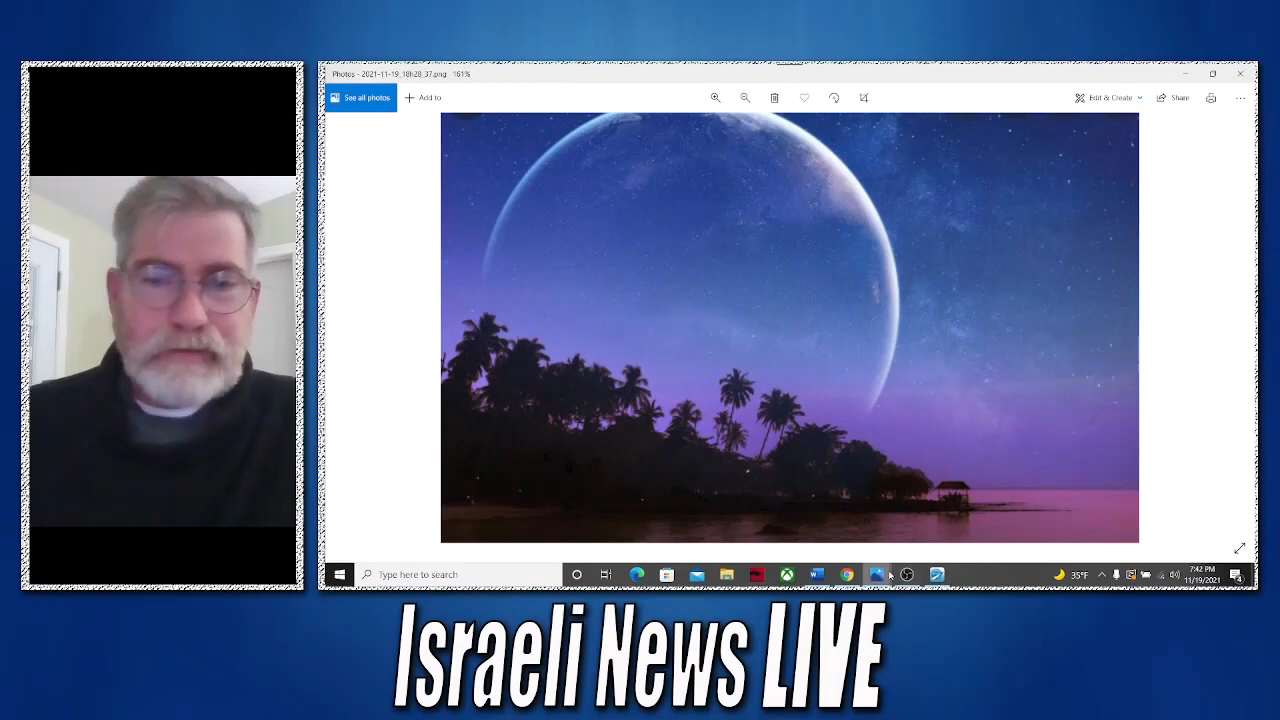 Photos - 2021-11-19_18h28_37.png 161%
See all photos
Add to
Edit & Create
Share
Type here to search
35°F
7:42 PM
11/19/2021
4
Israeli News LIVE